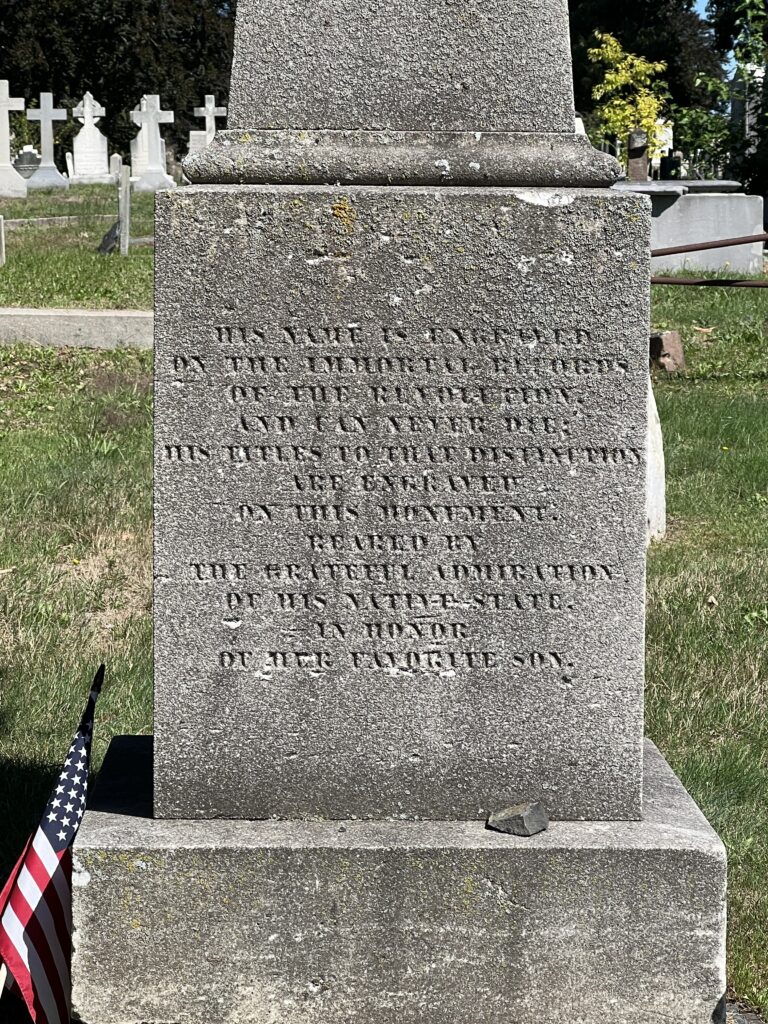 HIS NAME IS ENGRAVED
ON THE IMMORTAL RECORDS
OF THE REVOLUTION,
AND CAN NEVER DIE;
HIS TITLES TO THAT DISTINCTION
ARE ENGRAVED
ON THIS MONUMENT,
REARED BY
THE GRATEFUL ADMIRATION
OF HIS NATIVE STATE,
IN HONOR
OF HER FAVORITE SON.